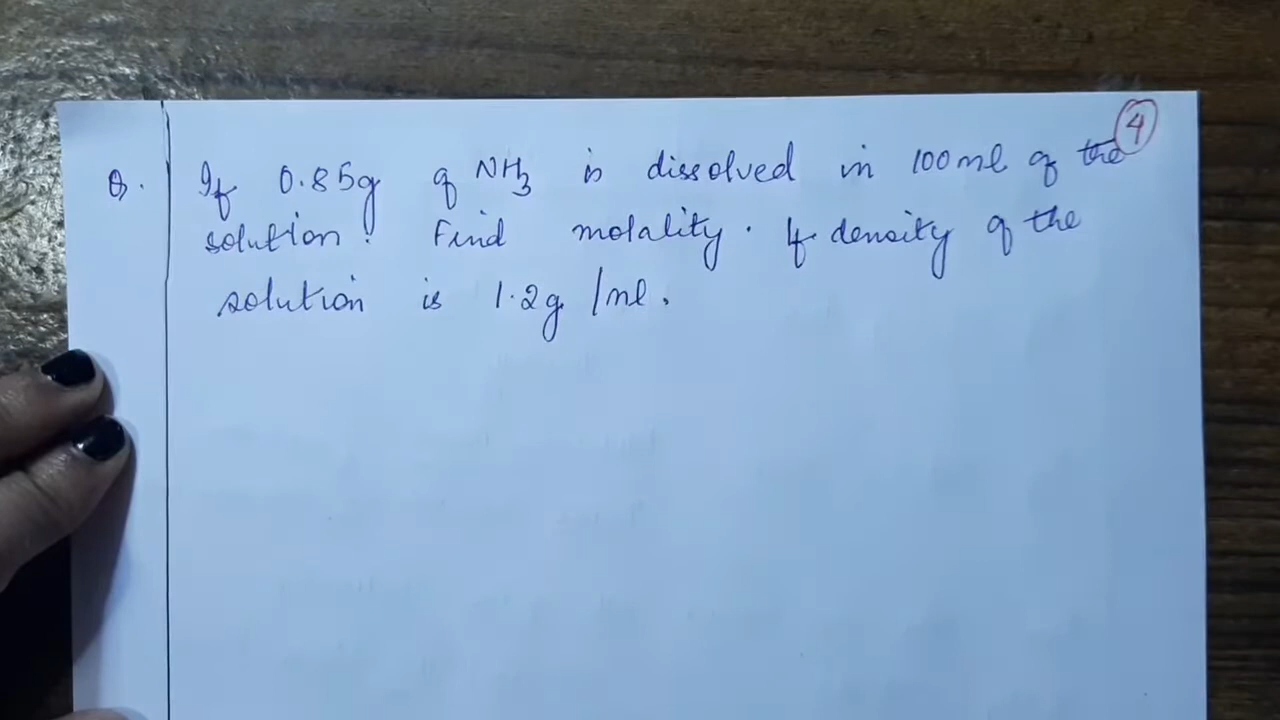 4
Q. If 0.85g of NH3 is dissolved in 100ml of the
solution. Find molality. If density of the
solution is 1.2g/ml.